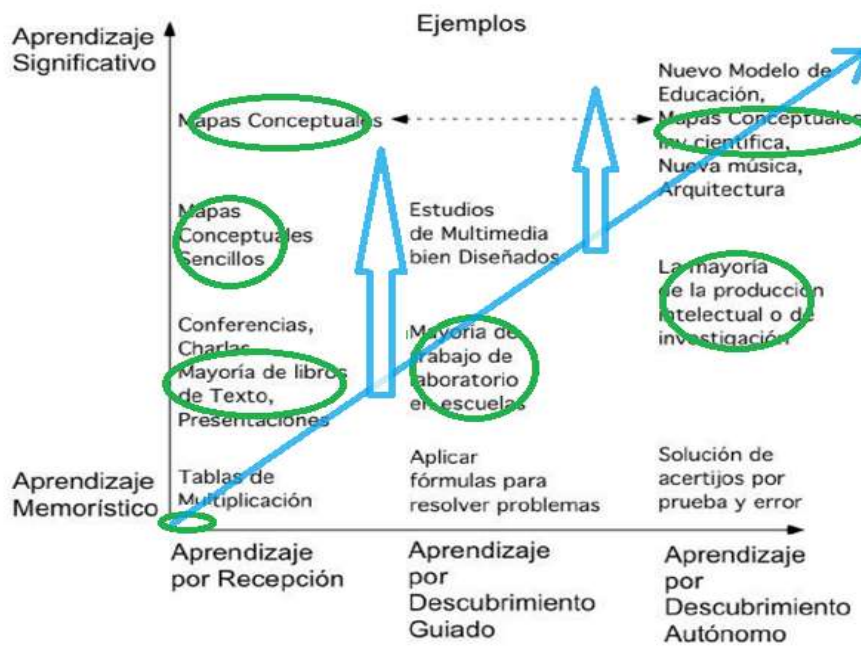 Ejemplos
Aprendizaje
Significativo
Mapas Conceptuales
Nuevo Modelo de
Educación,
Mapas Conceptuales
Inv científica,
Nueva música,
Arquitectura
Mapas
Conceptuales
Sencillos
Estudios
de Multimedia
bien Diseñados
La mayoría
de la producción
intelectual o de
investigación
Conferencias,
Charlas
Mayoría de libros
de Texto,
Presentaciones
Mayoría de
trabajo de
laboratorio
en escuelas
Aprendizaje
Memorístico
Tablas de
Multiplicación
Aplicar
fórmulas para
resolver problemas
Solución de
acertijos por
prueba y error
Aprendizaje
por Recepción
Aprendizaje
por
Descubrimiento
Guiado
Aprendizaje
por
Descubrimiento
Autónomo